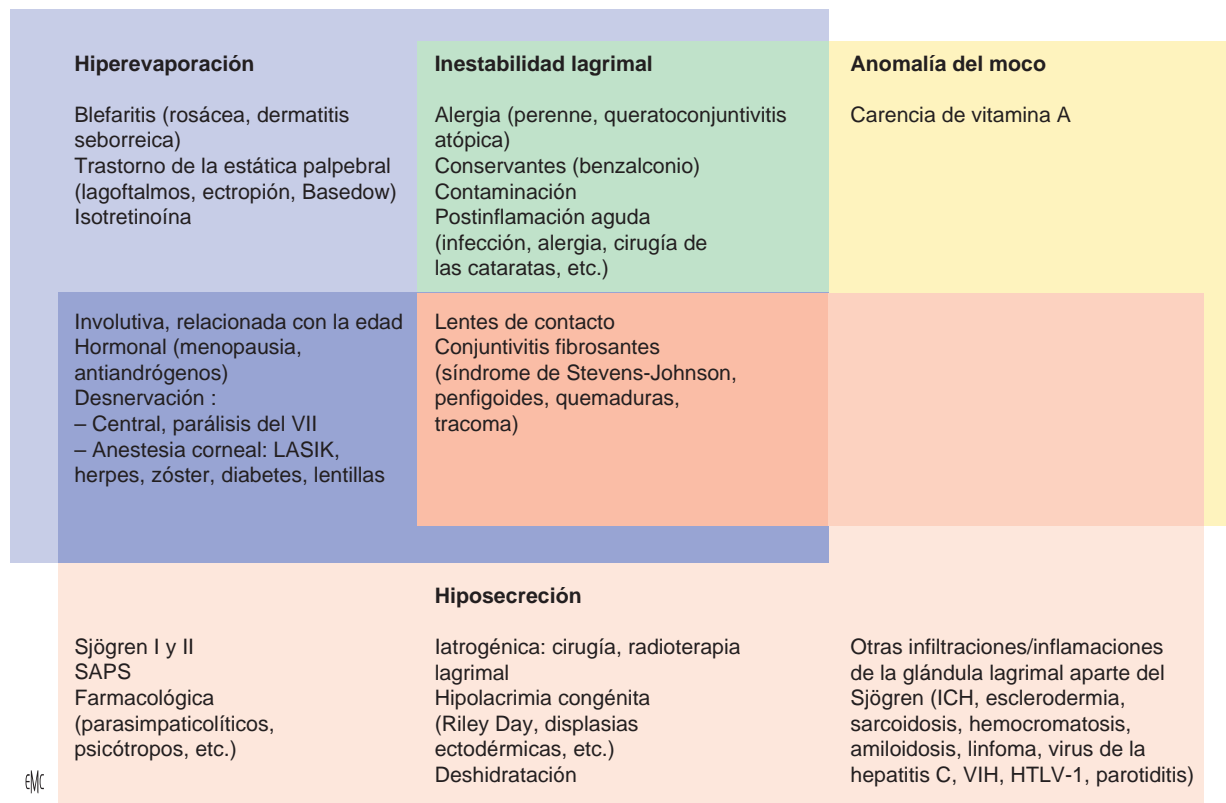 Hiperevaporación
Blefaritis (rosácea, dermatitis
seborreica)
Trastorno de la estática palpebral
(lagoftalmos, ectropión, Basedow)
Isotretinoína
Inestabilidad lagrimal
Alergia (perenne, queratoconjuntivitis
atópica)
Conservantes (benzalconio)
Contaminación
Postinflamación aguda
(infección, alergia, cirugía de
las cataratas, etc.)
Anomalía del moco
Carencia de vitamina A
Involutiva, relacionada con la edad
Hormonal (menopausia,
antiandrógenos)
Desnervación :
– Central, parálisis del VII
– Anestesia corneal: LASIK,
herpes, zóster, diabetes, lentillas
Lentes de contacto
Conjuntivitis fibrosantes
(síndrome de Stevens-Johnson,
penfigoides, quemaduras,
tracoma)
Hiposecreción
Sjögren I y II
SAPS
Farmacológica
(parasimpaticolíticos,
psicótropos, etc.)
Iatrogénica: cirugía, radioterapia
lagrimal
Hipolacrimia congénita
(Riley Day, displasias
ectodérmicas, etc.)
Deshidratación
Otras infiltraciones/inflamaciones
de la glándula lagrimal aparte del
Sjögren (ICH, esclerodermia,
sarcoidosis, hemocromatosis,
amiloidosis, linfoma, virus de la
hepatitis C, VIH, HTLV-1, parotiditis)
EMC